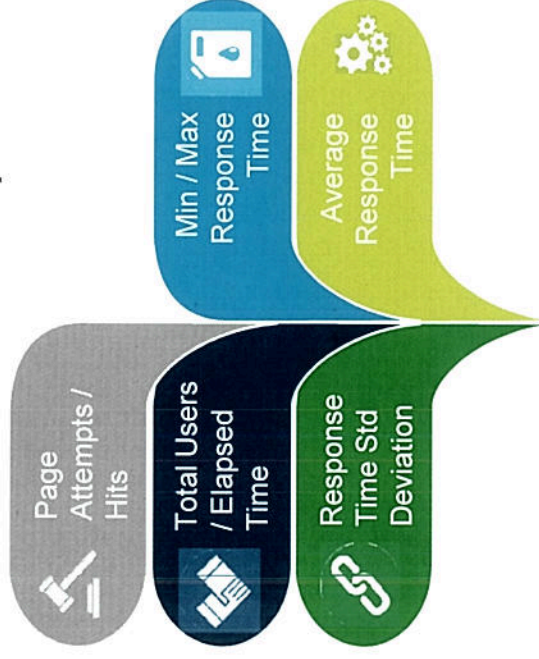 Page
Attempts /
Hits
Total Users
/ Elapsed
Time
Response
Time Std
Deviation
Min / Max
Response
Time
Average
Response
Time